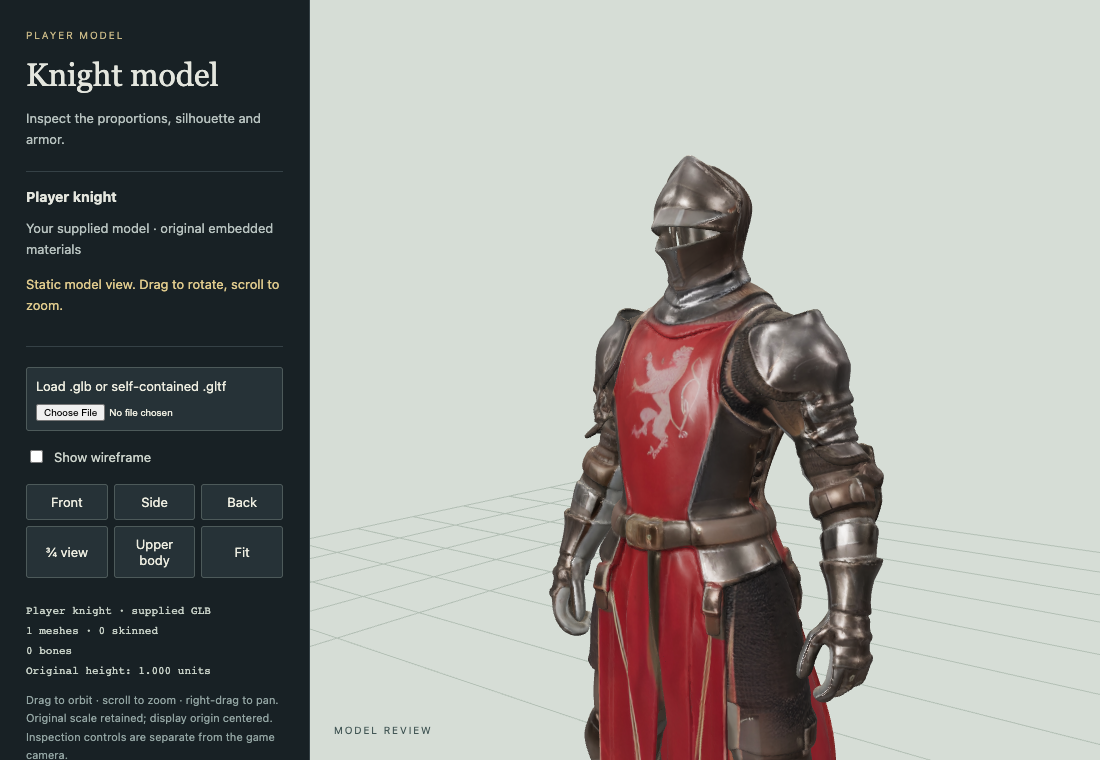 PLAYER MODEL
Knight model
Inspect the proportions, silhouette and
armor.
Player knight
Your supplied model · original embedded
materials
Static model view. Drag to rotate, scroll to
zoom.
Load .glb or self-contained .gltf
Choose File No file chosen
Show wireframe
Front Side Back
¾ view Upper body Fit
Player knight · supplied GLB
1 meshes · 0 skinned
0 bones
Original height: 1.000 units
Drag to orbit · scroll to zoom · right-drag to pan.
Original scale retained; display origin centered.
Inspection controls are separate from the game
camera.
MODEL REVIEW